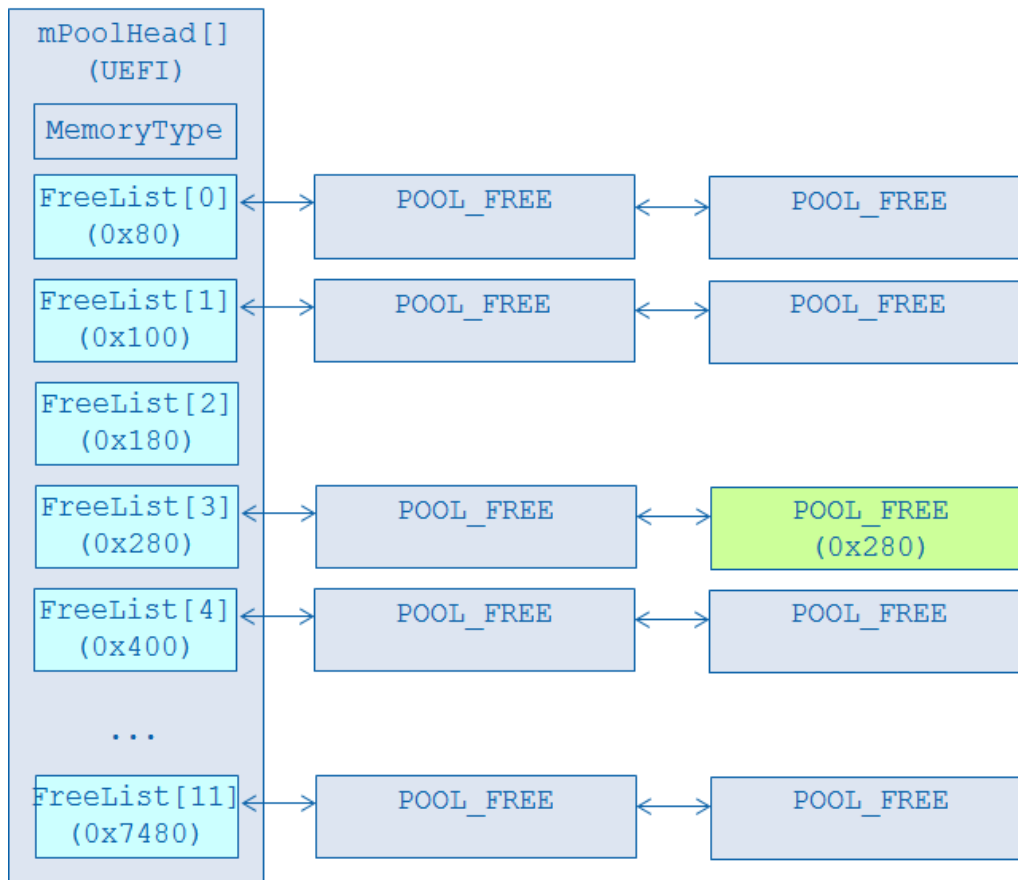 mPoolHead[]
(UEFI)
MemoryType
FreeList[0]
(0x80)
POOL_FREE
POOL_FREE
FreeList[1]
(0x100)
POOL_FREE
POOL_FREE
FreeList[2]
(0x180)
FreeList[3]
(0x280)
POOL_FREE
POOL_FREE
(0x280)
FreeList[4]
(0x400)
POOL_FREE
POOL_FREE
...
FreeList[11]
(0x7480)
POOL_FREE
POOL_FREE